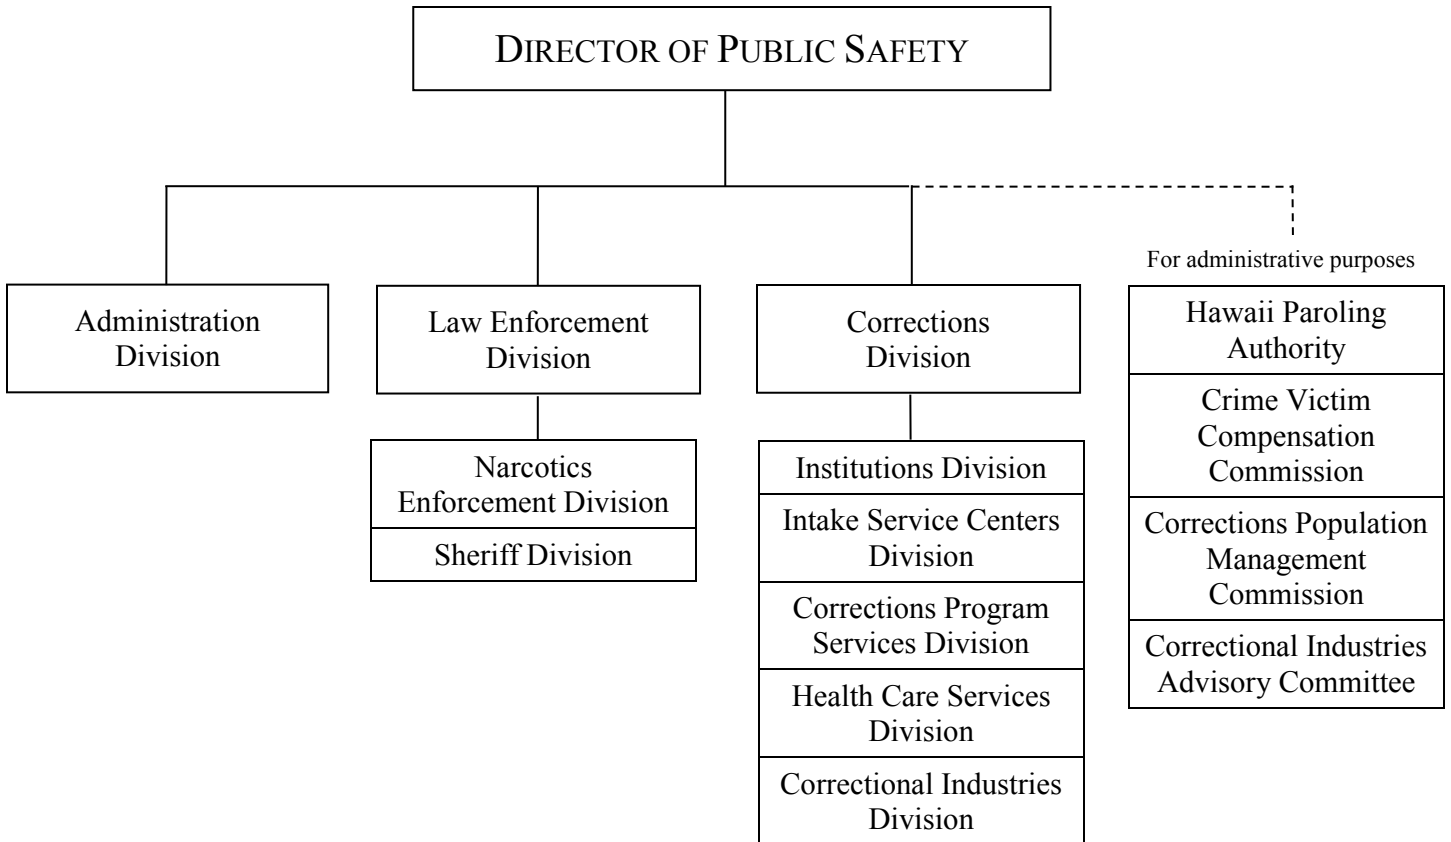 DIRECTOR OF PUBLIC SAFETY
For administrative purposes
Administration
Division
Law Enforcement
Division
Narcotics
Enforcement Division
Sheriff Division
Corrections
Division
Institutions Division
Intake Service Centers
Division
Corrections Program
Services Division
Health Care Services
Division
Correctional Industries
Division
Hawaii Paroling
Authority
Crime Victim
Compensation
Commission
Corrections Population
Management
Commission
Correctional Industries
Advisory Committee